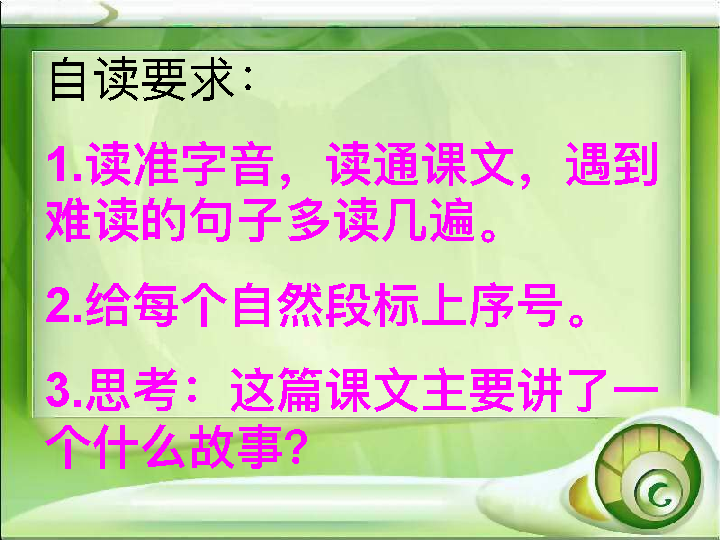 自读要求：
1.读准字音，读通课文，遇到
难读的句子多读几遍。
2.给每个自然段标上序号。
3.思考：这篇课文主要讲了一
个什么故事?